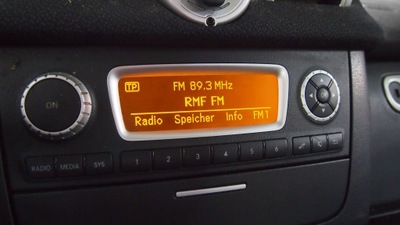 TP FM 89.3 MHz
RMF FM
Radio Speicher Info FM1
ON
RADIO MEDIA SYS 1 2 3 4 5 6